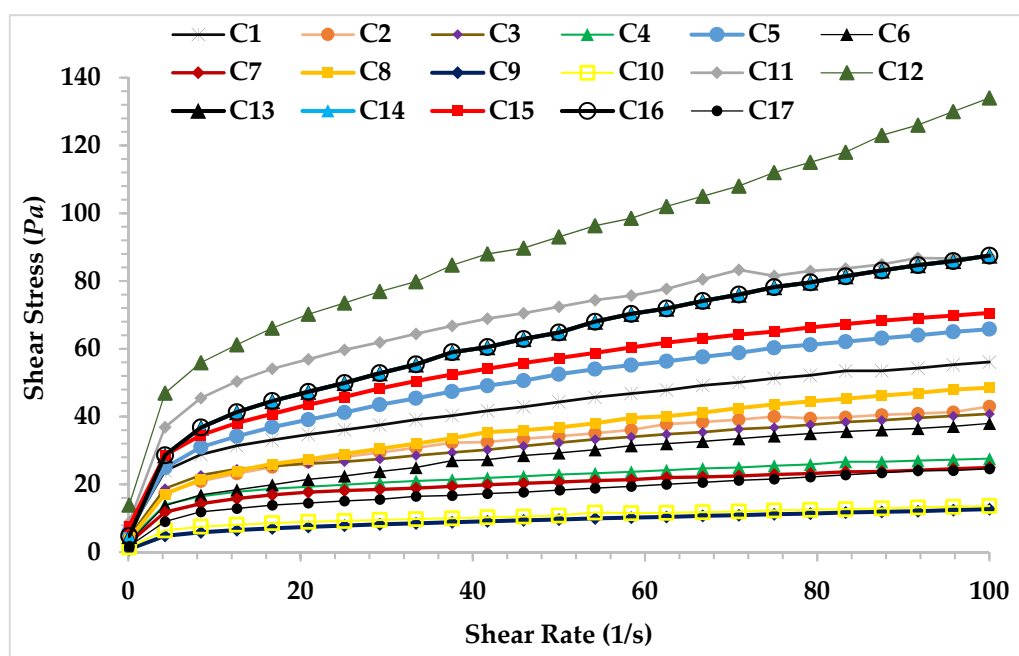 C1 C2 C3 C4 C5 C6
C7 C8 C9 C10 C11 C12
C13 C14 C15 C16 C17
140
120
100
80
60
40
20
0
0 20 40 60 80 100
Shear Stress (Pa)
Shear Rate (1/s)